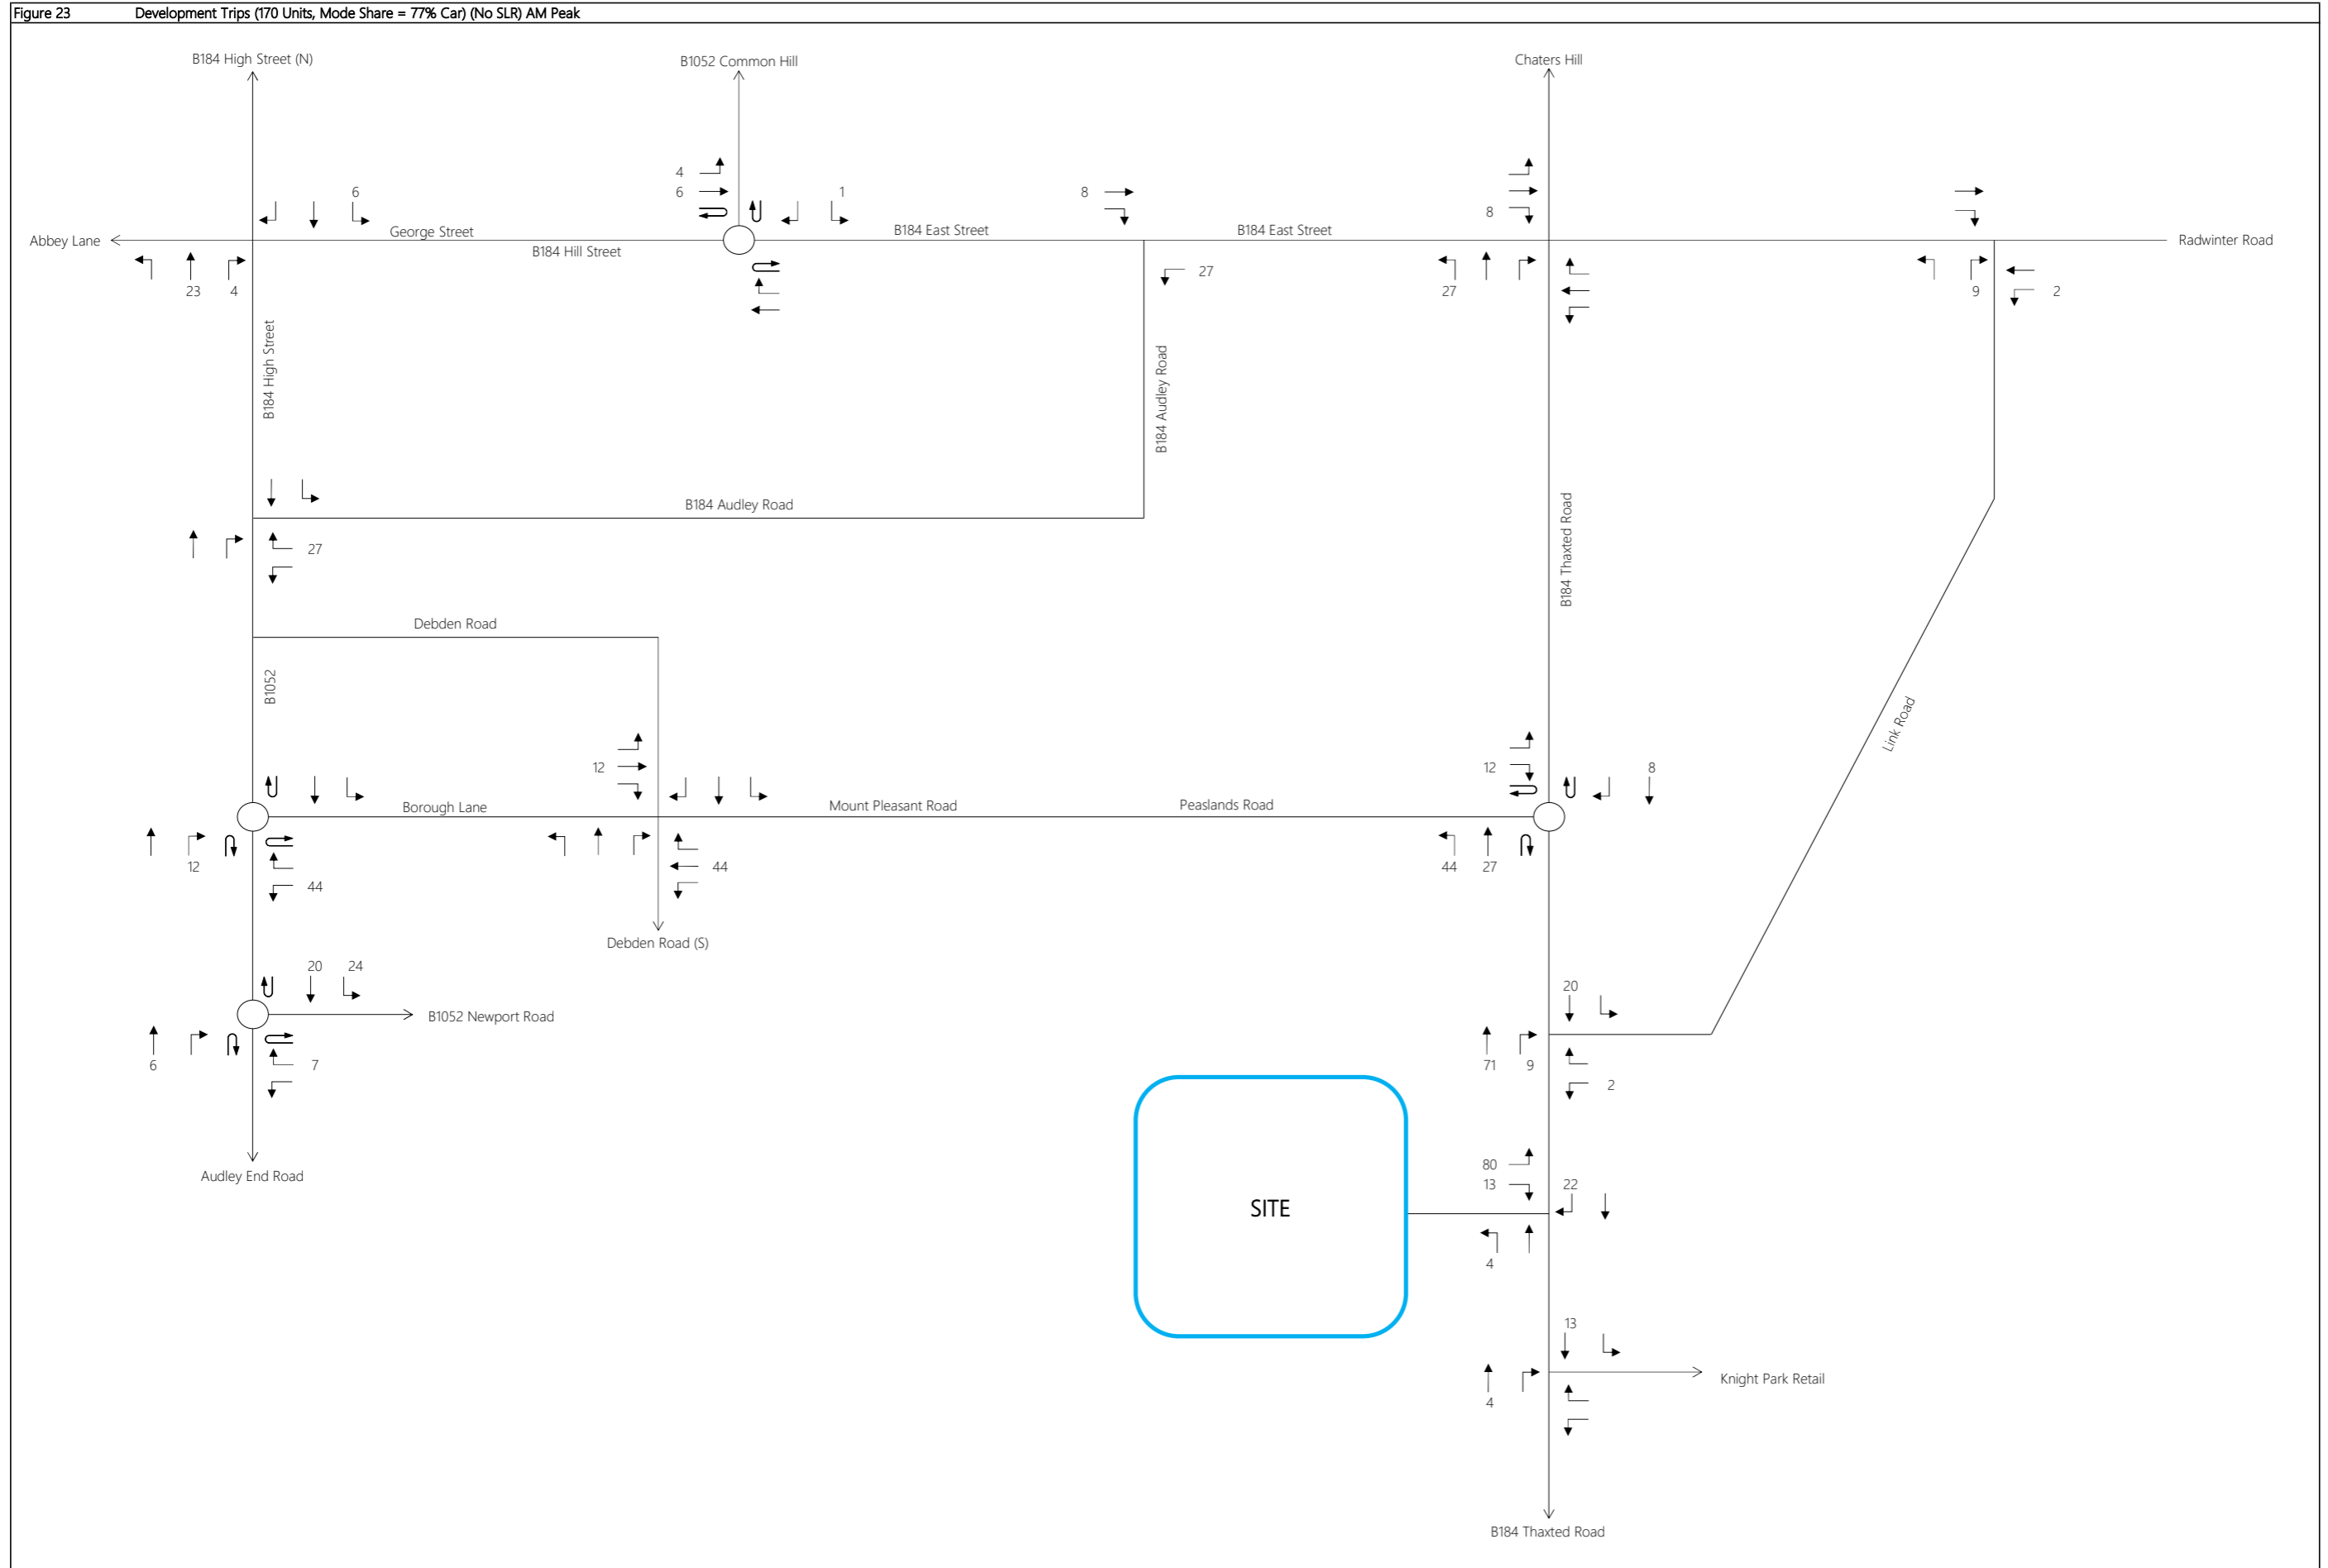 Figure 23 Development Trips (170 Units, Mode Share = 77% Car) (No SLR) AM Peak
B184 High Street (N)
B1052 Common Hill
Chaters Hill
4
6
6
1
8
8
Abbey Lane
George Street
B184 Hill Street
B184 East Street
B184 East Street
Radwinter Road
23
4
27
27
9
2
B184 High Street
B184 Audley Road
B184 Audley Road
27
B184 Thaxted Road
Debden Road
B1052
Link Road
12
12
8
Borough Lane
Mount Pleasant Road
Peaslands Road
12
44
44
44
27
Debden Road (S)
20
24
B1052 Newport Road
6
7
20
71
9
2
Audley End Road
80
13
22
SITE
4
13
Knight Park Retail
4
B184 Thaxted Road